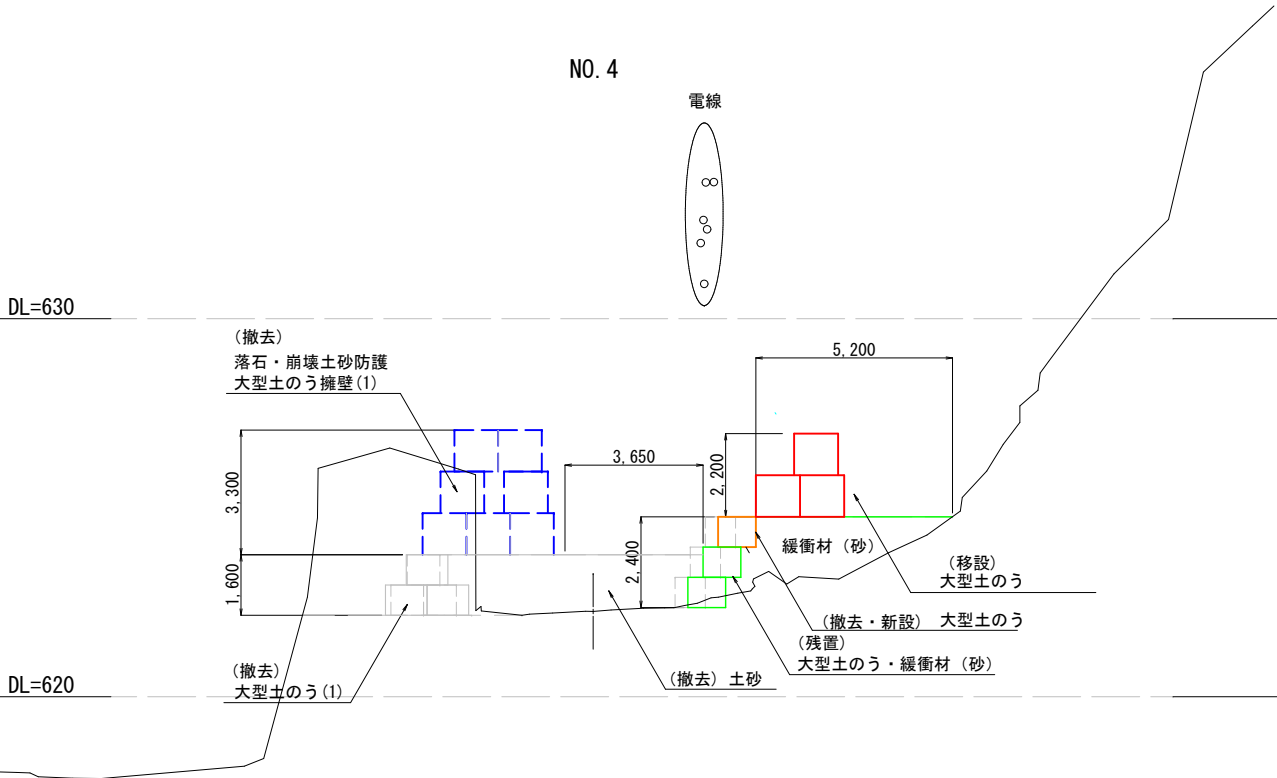 NO.4
電線
DL=630
(撤去)
落石・崩壊土砂防護
大型土のう擁壁(1)
5,200
3,300
3,650
2,200
2,400
緩衝材(砂)
1,600
(移設)
大型土のう
(撤去・新設) 大型土のう
(残置)
大型土のう・緩衝材(砂)
(撤去)
大型土のう(1)
(撤去)土砂
DL=620